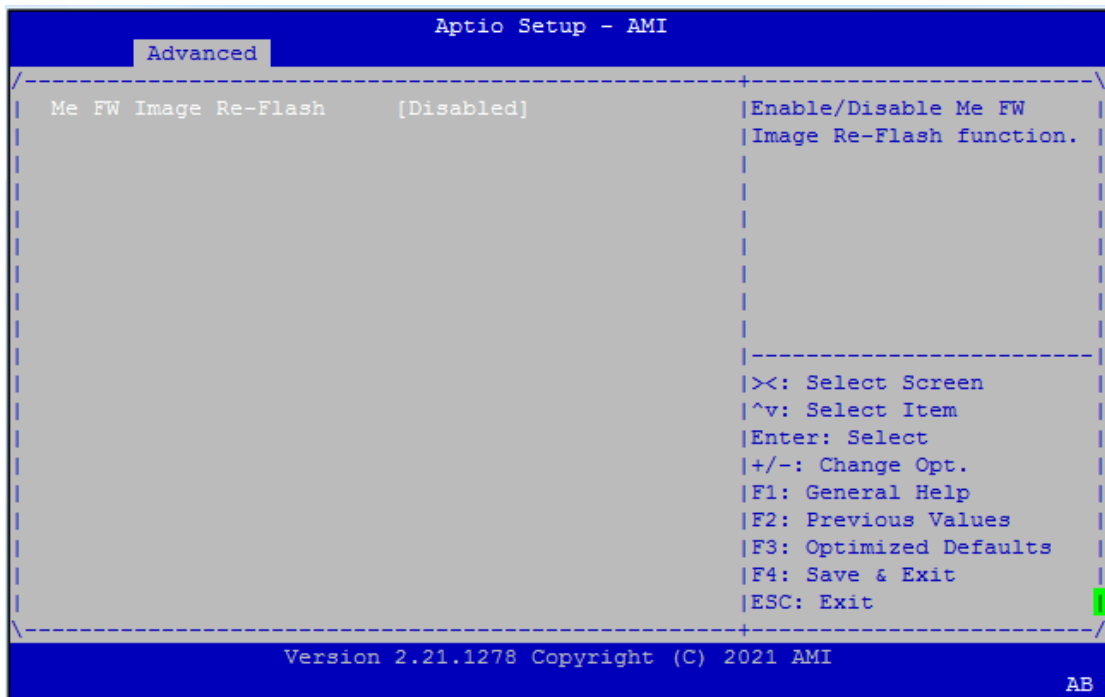 Aptio Setup - AMI
Advanced
Me FW Image Re-Flash [Disabled]
Enable/Disable Me FW
Image Re-Flash function.
><: Select Screen
^v: Select Item
Enter: Select
+/-: Change Opt.
F1: General Help
F2: Previous Values
F3: Optimized Defaults
F4: Save & Exit
ESC: Exit
Version 2.21.1278 Copyright (C) 2021 AMI
AB